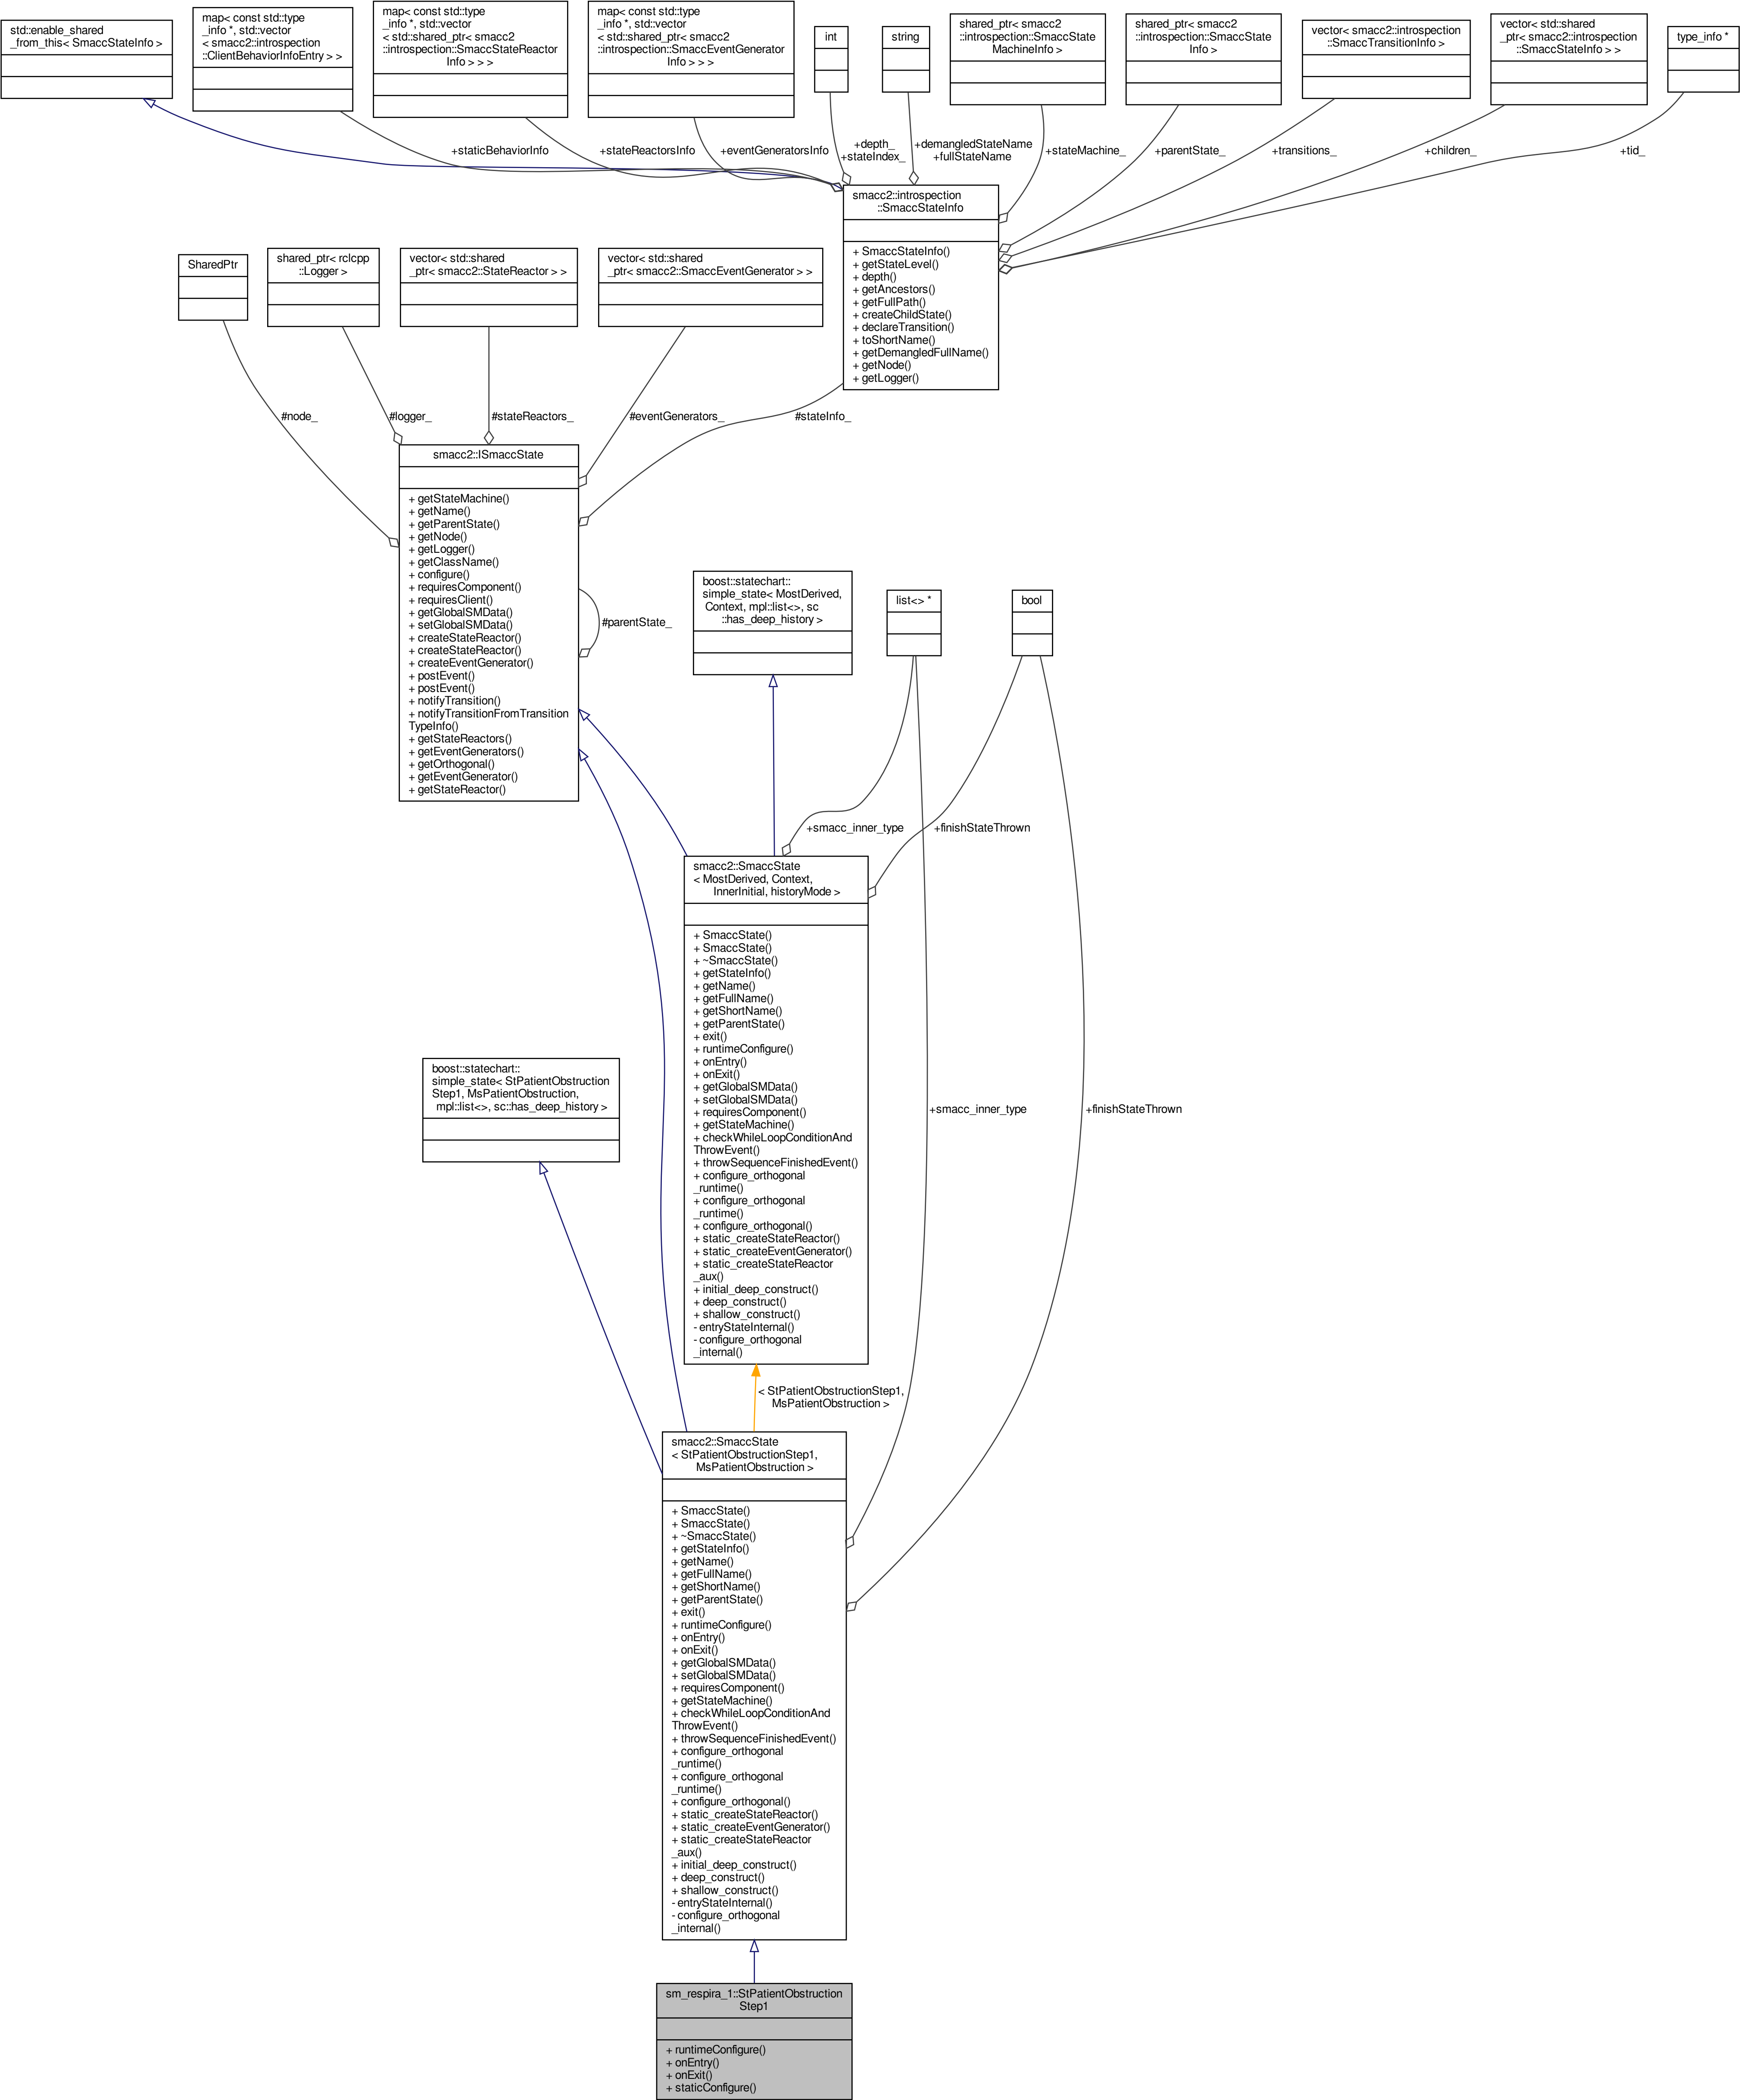 std::enable_shared
_from_this< SmaccStateInfo >
map< const std::type
_info *, std::vector
< smacc2::introspection
::ClientBehaviorInfoEntry > >
map< const std::type
_info *, std::vector
< std::shared_ptr< smacc2
::introspection::SmaccStateReactor
Info > > >
map< const std::type
_info *, std::vector
< std::shared_ptr< smacc2
::introspection::SmaccEventGenerator
Info > > >
int
string
shared_ptr< smacc2
::introspection::SmaccState
MachineInfo >
shared_ptr< smacc2
::introspection::SmaccState
Info >
vector< smacc2::introspection
::SmaccTransitionInfo >
vector< std::shared
_ptr< smacc2::introspection
::SmaccStateInfo > >
type_info *
+staticBehaviorInfo
+stateReactorsInfo
+eventGeneratorsInfo
+depth_
+stateIndex_
+demangledStateName
+fullStateName
+stateMachine_
+parentState_
+transitions_
+children_
+tid_
smacc2::introspection
::SmaccStateInfo
+ SmaccStateInfo()
+ getStateLevel()
+ depth()
+ getAncestors()
+ getFullPath()
+ createChildState()
+ declareTransition()
+ toShortName()
+ getDemangledFullName()
+ getNode()
+ getLogger()
SharedPtr
shared_ptr< rclcpp
::Logger >
vector< std::shared
_ptr< smacc2::StateReactor > >
vector< std::shared
_ptr< smacc2::SmaccEventGenerator > >
#node_
#logger_
#stateReactors_
#eventGenerators_
#stateInfo_
smacc2::ISmaccState
+ getStateMachine()
+ getName()
+ getParentState()
+ getNode()
+ getLogger()
+ getClassName()
+ configure()
+ requiresComponent()
+ requiresClient()
+ getGlobalSMData()
+ setGlobalSMData()
+ createStateReactor()
+ createStateReactor()
+ createEventGenerator()
+ postEvent()
+ postEvent()
+ notifyTransition()
+ notifyTransitionFromTransition
TypeInfo()
+ getStateReactors()
+ getEventGenerators()
+ getOrthogonal()
+ getEventGenerator()
+ getStateReactor()
#parentState_
boost::statechart::
simple_state< MostDerived,
Context, mpl::list<>, sc
::has_deep_history >
list<> *
bool
+smacc_inner_type
+finishStateThrown
smacc2::SmaccState
< MostDerived, Context,
InnerInitial, historyMode >
+ SmaccState()
+ SmaccState()
+ ~SmaccState()
+ getStateInfo()
+ getName()
+ getFullName()
+ getShortName()
+ getParentState()
+ exit()
+ runtimeConfigure()
+ onEntry()
+ onExit()
+ getGlobalSMData()
+ setGlobalSMData()
+ requiresComponent()
+ getStateMachine()
+ checkWhileLoopConditionAnd
ThrowEvent()
+ throwSequenceFinishedEvent()
+ configure_orthogonal
_runtime()
+ configure_orthogonal
_runtime()
+ configure_orthogonal()
+ static_createStateReactor()
+ static_createEventGenerator()
+ static_createStateReactor
_aux()
+ initial_deep_construct()
+ deep_construct()
+ shallow_construct()
- entryStateInternal()
- configure_orthogonal
_internal()
boost::statechart::
simple_state< StPatientObstruction
Step1, MsPatientObstruction,
mpl::list<>, sc::has_deep_history >
+smacc_inner_type
+finishStateThrown
< StPatientObstructionStep1,
MsPatientObstruction >
smacc2::SmaccState
< StPatientObstructionStep1,
MsPatientObstruction >
+ SmaccState()
+ SmaccState()
+ ~SmaccState()
+ getStateInfo()
+ getName()
+ getFullName()
+ getShortName()
+ getParentState()
+ exit()
+ runtimeConfigure()
+ onEntry()
+ onExit()
+ getGlobalSMData()
+ setGlobalSMData()
+ requiresComponent()
+ getStateMachine()
+ checkWhileLoopConditionAnd
ThrowEvent()
+ throwSequenceFinishedEvent()
+ configure_orthogonal
_runtime()
+ configure_orthogonal
_runtime()
+ configure_orthogonal()
+ static_createStateReactor()
+ static_createEventGenerator()
+ static_createStateReactor
_aux()
+ initial_deep_construct()
+ deep_construct()
+ shallow_construct()
- entryStateInternal()
- configure_orthogonal
_internal()
sm_respira_1::StPatientObstruction
Step1
+ runtimeConfigure()
+ onEntry()
+ onExit()
+ staticConfigure()